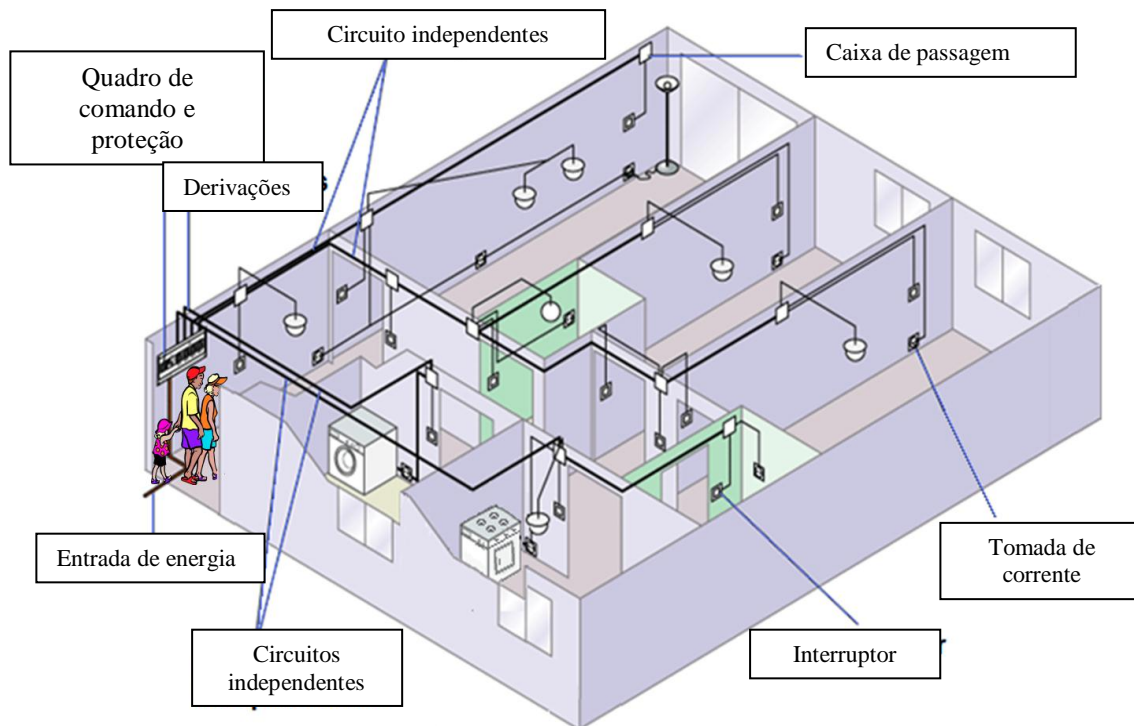 Circuito independentes
Caixa de passagem
Quadro de
comando e
proteção
Derivações
s
Entrada de energia
Circuitos
independentes
Interruptor
r
Tomada de
corrente